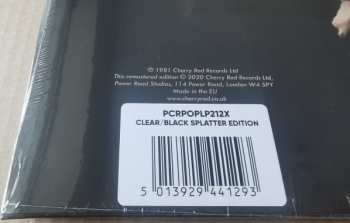 ℗ 1981 Cherry Red Records Ltd
This remastered edition © 2020 Cherry Red Records Ltd,
Power Road Studios, 114 Power Road, London W4 5PY
Made in the EU
www.cherryred.co.uk
PCRPOPLP212X
CLEAR/BLACK SPLATTER EDITION
5 013929 441293